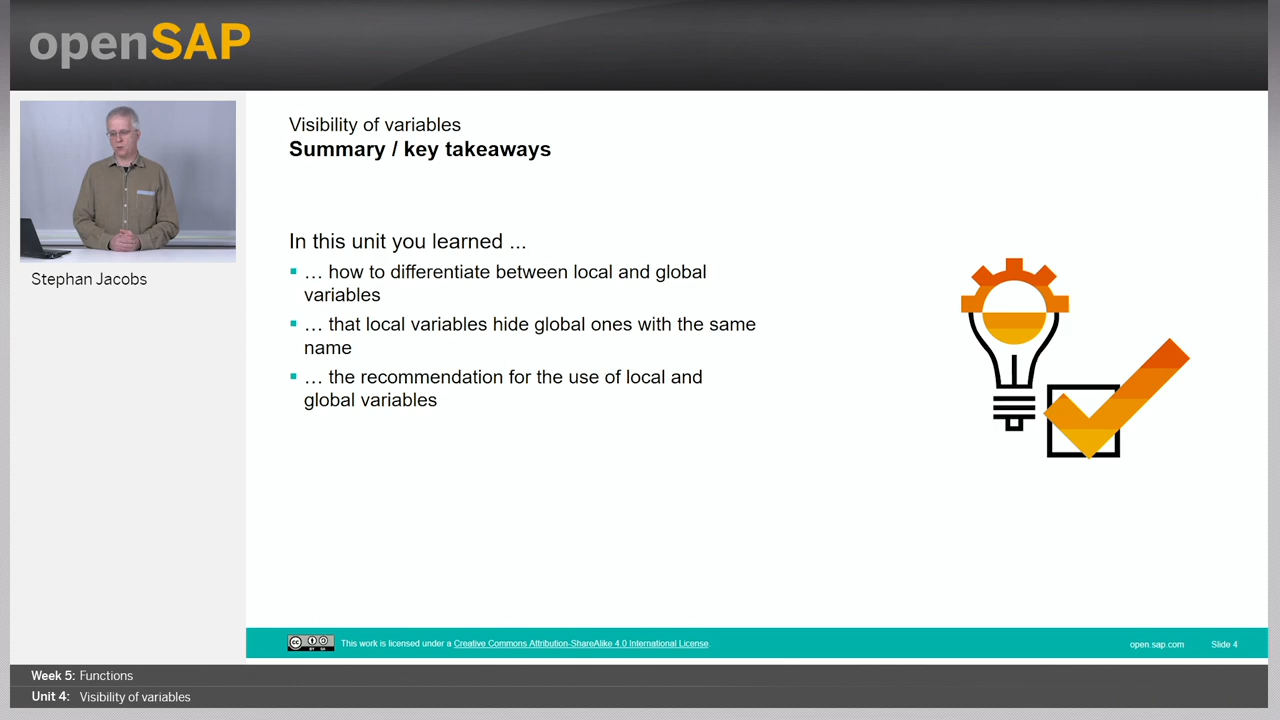 openSAP
Stephan Jacobs
Visibility of variables
Summary / key takeaways
In this unit you learned ...
… how to differentiate between local and global
variables
… that local variables hide global ones with the same
name
… the recommendation for the use of local and
global variables
cc BY SA This work is licensed under a Creative Commons Attribution-ShareAlike 4.0 International License. open.sap.com Slide 4
Week 5: Functions
Unit 4: Visibility of variables